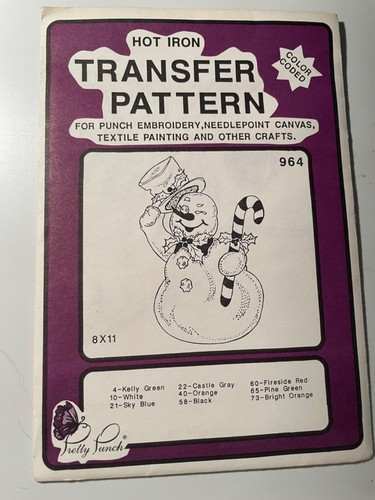 HOT IRON
TRANSFER
PATTERN
COLOR
CODED
FOR PUNCH EMBROIDERY,NEEDLEPOINT CANVAS,
TEXTILE PAINTING AND OTHER CRAFTS.
964
8X11
4-Kelly Green
10-White
21-Sky Blue
22-Castle Gray
40-Orange
58-Black
60-Fireside Red
65-Pine Green
73-Bright Orange
Pretty Punch®